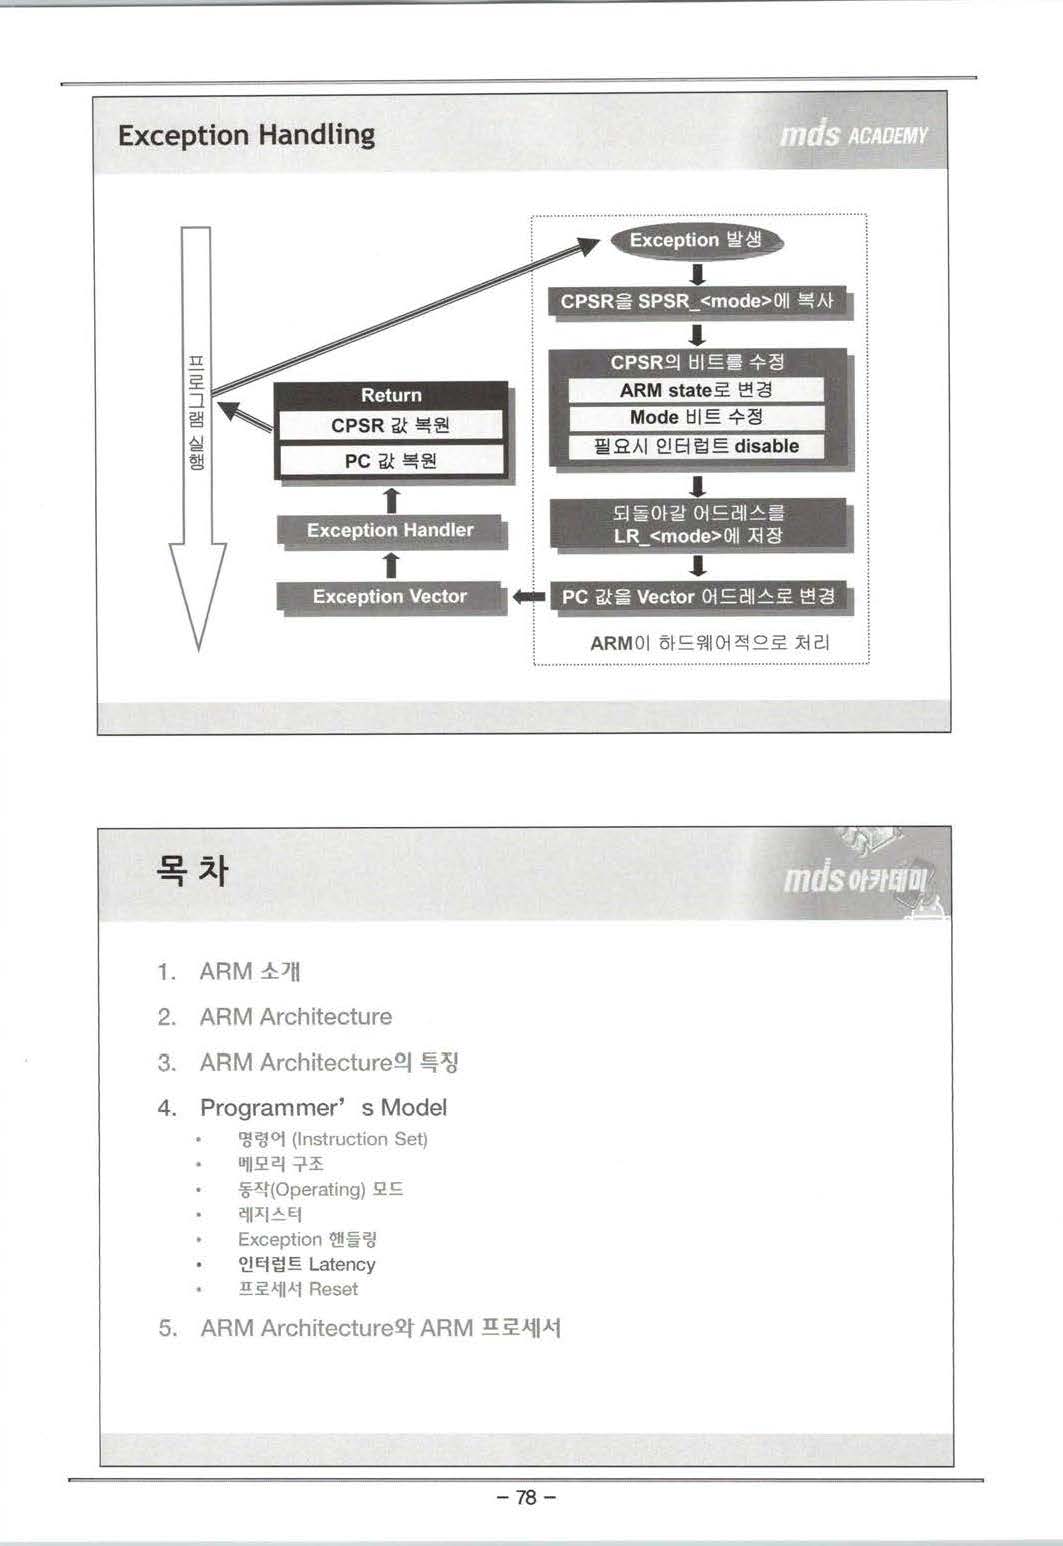 Exception Handling
mds ACADEMY
프로그램 실행
Exception 발생
CPSR을 SPSR_<mode>에 복사
CPSR의 비트를 수정
ARM state로 변경
Mode 비트 수정
필요시 인터럽트 disable
되돌아갈 어드레스를
LR_<mode>에 저장
PC 값을 Vector 어드레스로 변경
ARM이 하드웨어적으로 처리
Exception Vector
Exception Handler
Return
CPSR 값 복원
PC 값 복원
목 차
mds 아카데미
1. ARM 소개
2. ARM Architecture
3. ARM Architecture의 특징
4. Programmer’ s Model
• 명령어 (Instruction Set)
• 메모리 구조
• 동작(Operating) 모드
• 레지스터
• Exception 핸들링
• 인터럽트 Latency
• 프로세서 Reset
5. ARM Architecture와 ARM 프로세서
- 78 -